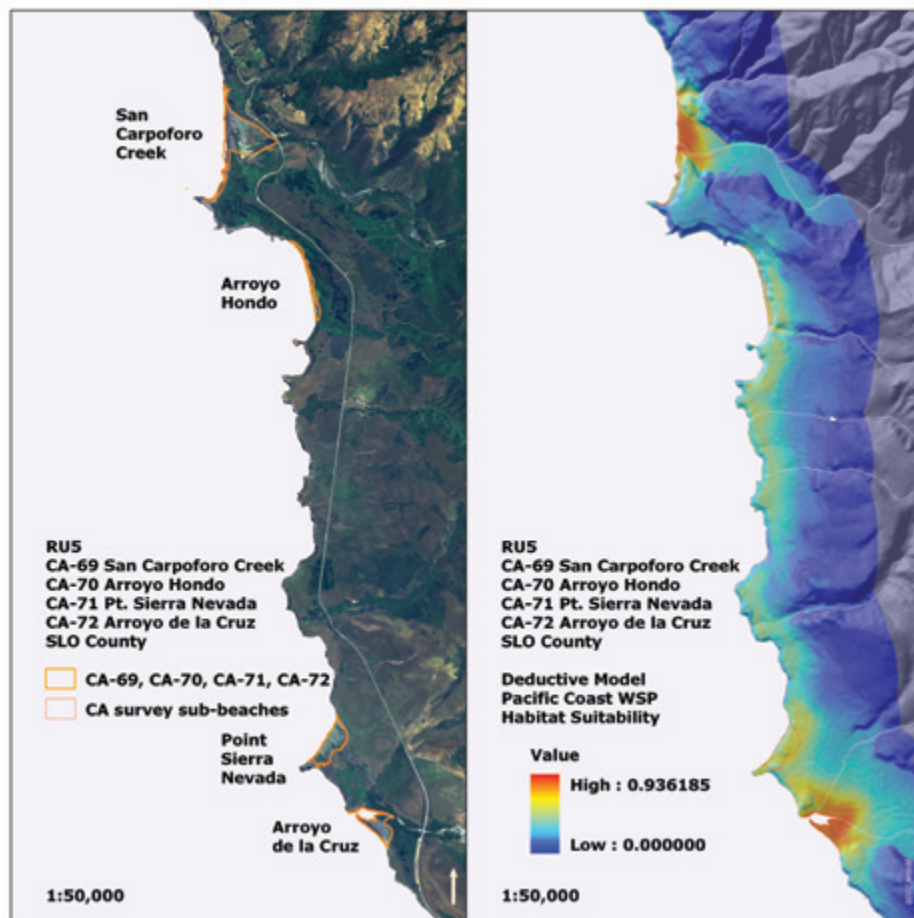 San
Carpoforo
Creek
Arroyo
Hondo
RU5
CA-69 San Carpoforo Creek
CA-70 Arroyo Hondo
CA-71 Pt. Sierra Nevada
CA-72 Arroyo de la Cruz
SLO County
CA-69, CA-70, CA-71, CA-72
CA survey sub-beaches
Point
Sierra
Nevada
Arroyo
de la Cruz
1:50,000
RU5
CA-69 San Carpoforo Creek
CA-70 Arroyo Hondo
CA-71 Pt. Sierra Nevada
CA-72 Arroyo de la Cruz
SLO County
Deductive Model
Pacific Coast WSP
Habitat Suitability
Value
High : 0.936185
Low : 0.000000
1:50,000